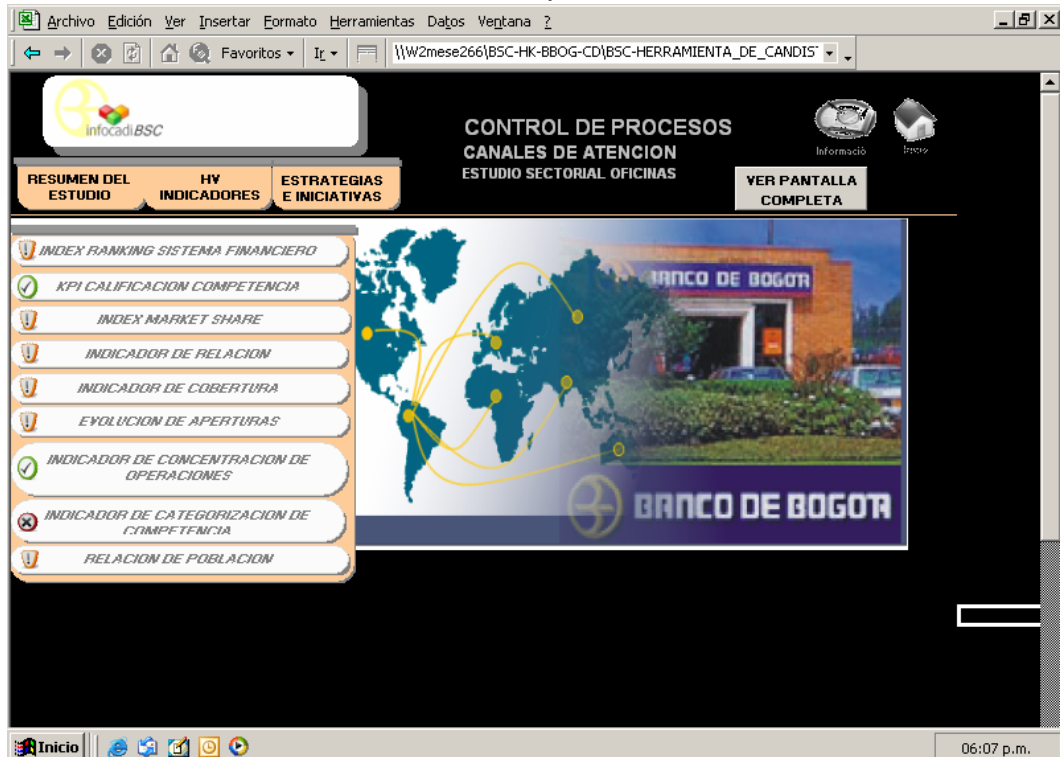 Archivo Edición Ver Insertar Formato Herramientas Datos Ventana ?
Favoritos Ir \\W2mese266\BSC-HK-BBOG-CD\BSC-HERRAMIENTA_DE_CANDIS
infocadiBSC
CONTROL DE PROCESOS
CANALES DE ATENCION
ESTUDIO SECTORIAL OFICINAS
Informació
RESUMEN DEL
ESTUDIO
HV
INDICADORES
ESTRATEGIAS
E INICIATIVAS
VER PANTALLA
COMPLETA
INDEX RANKING SISTEMA FINANCIERO
KPI CALIFICACION COMPETENCIA
INDEX MARKET SHARE
INDICADOR DE RELACION
INDICADOR DE COBERTURA
EVOLUCION DE APERTURAS
INDICADOR DE CONCENTRACION DE
OPERACIONES
INDICADOR DE CATEGORIZACION DE
COMPETENCIA
RELACION DE POBLACION
BANCO DE BOGOTA
BANCO DE BOGOTA
Inicio
06:07 p.m.